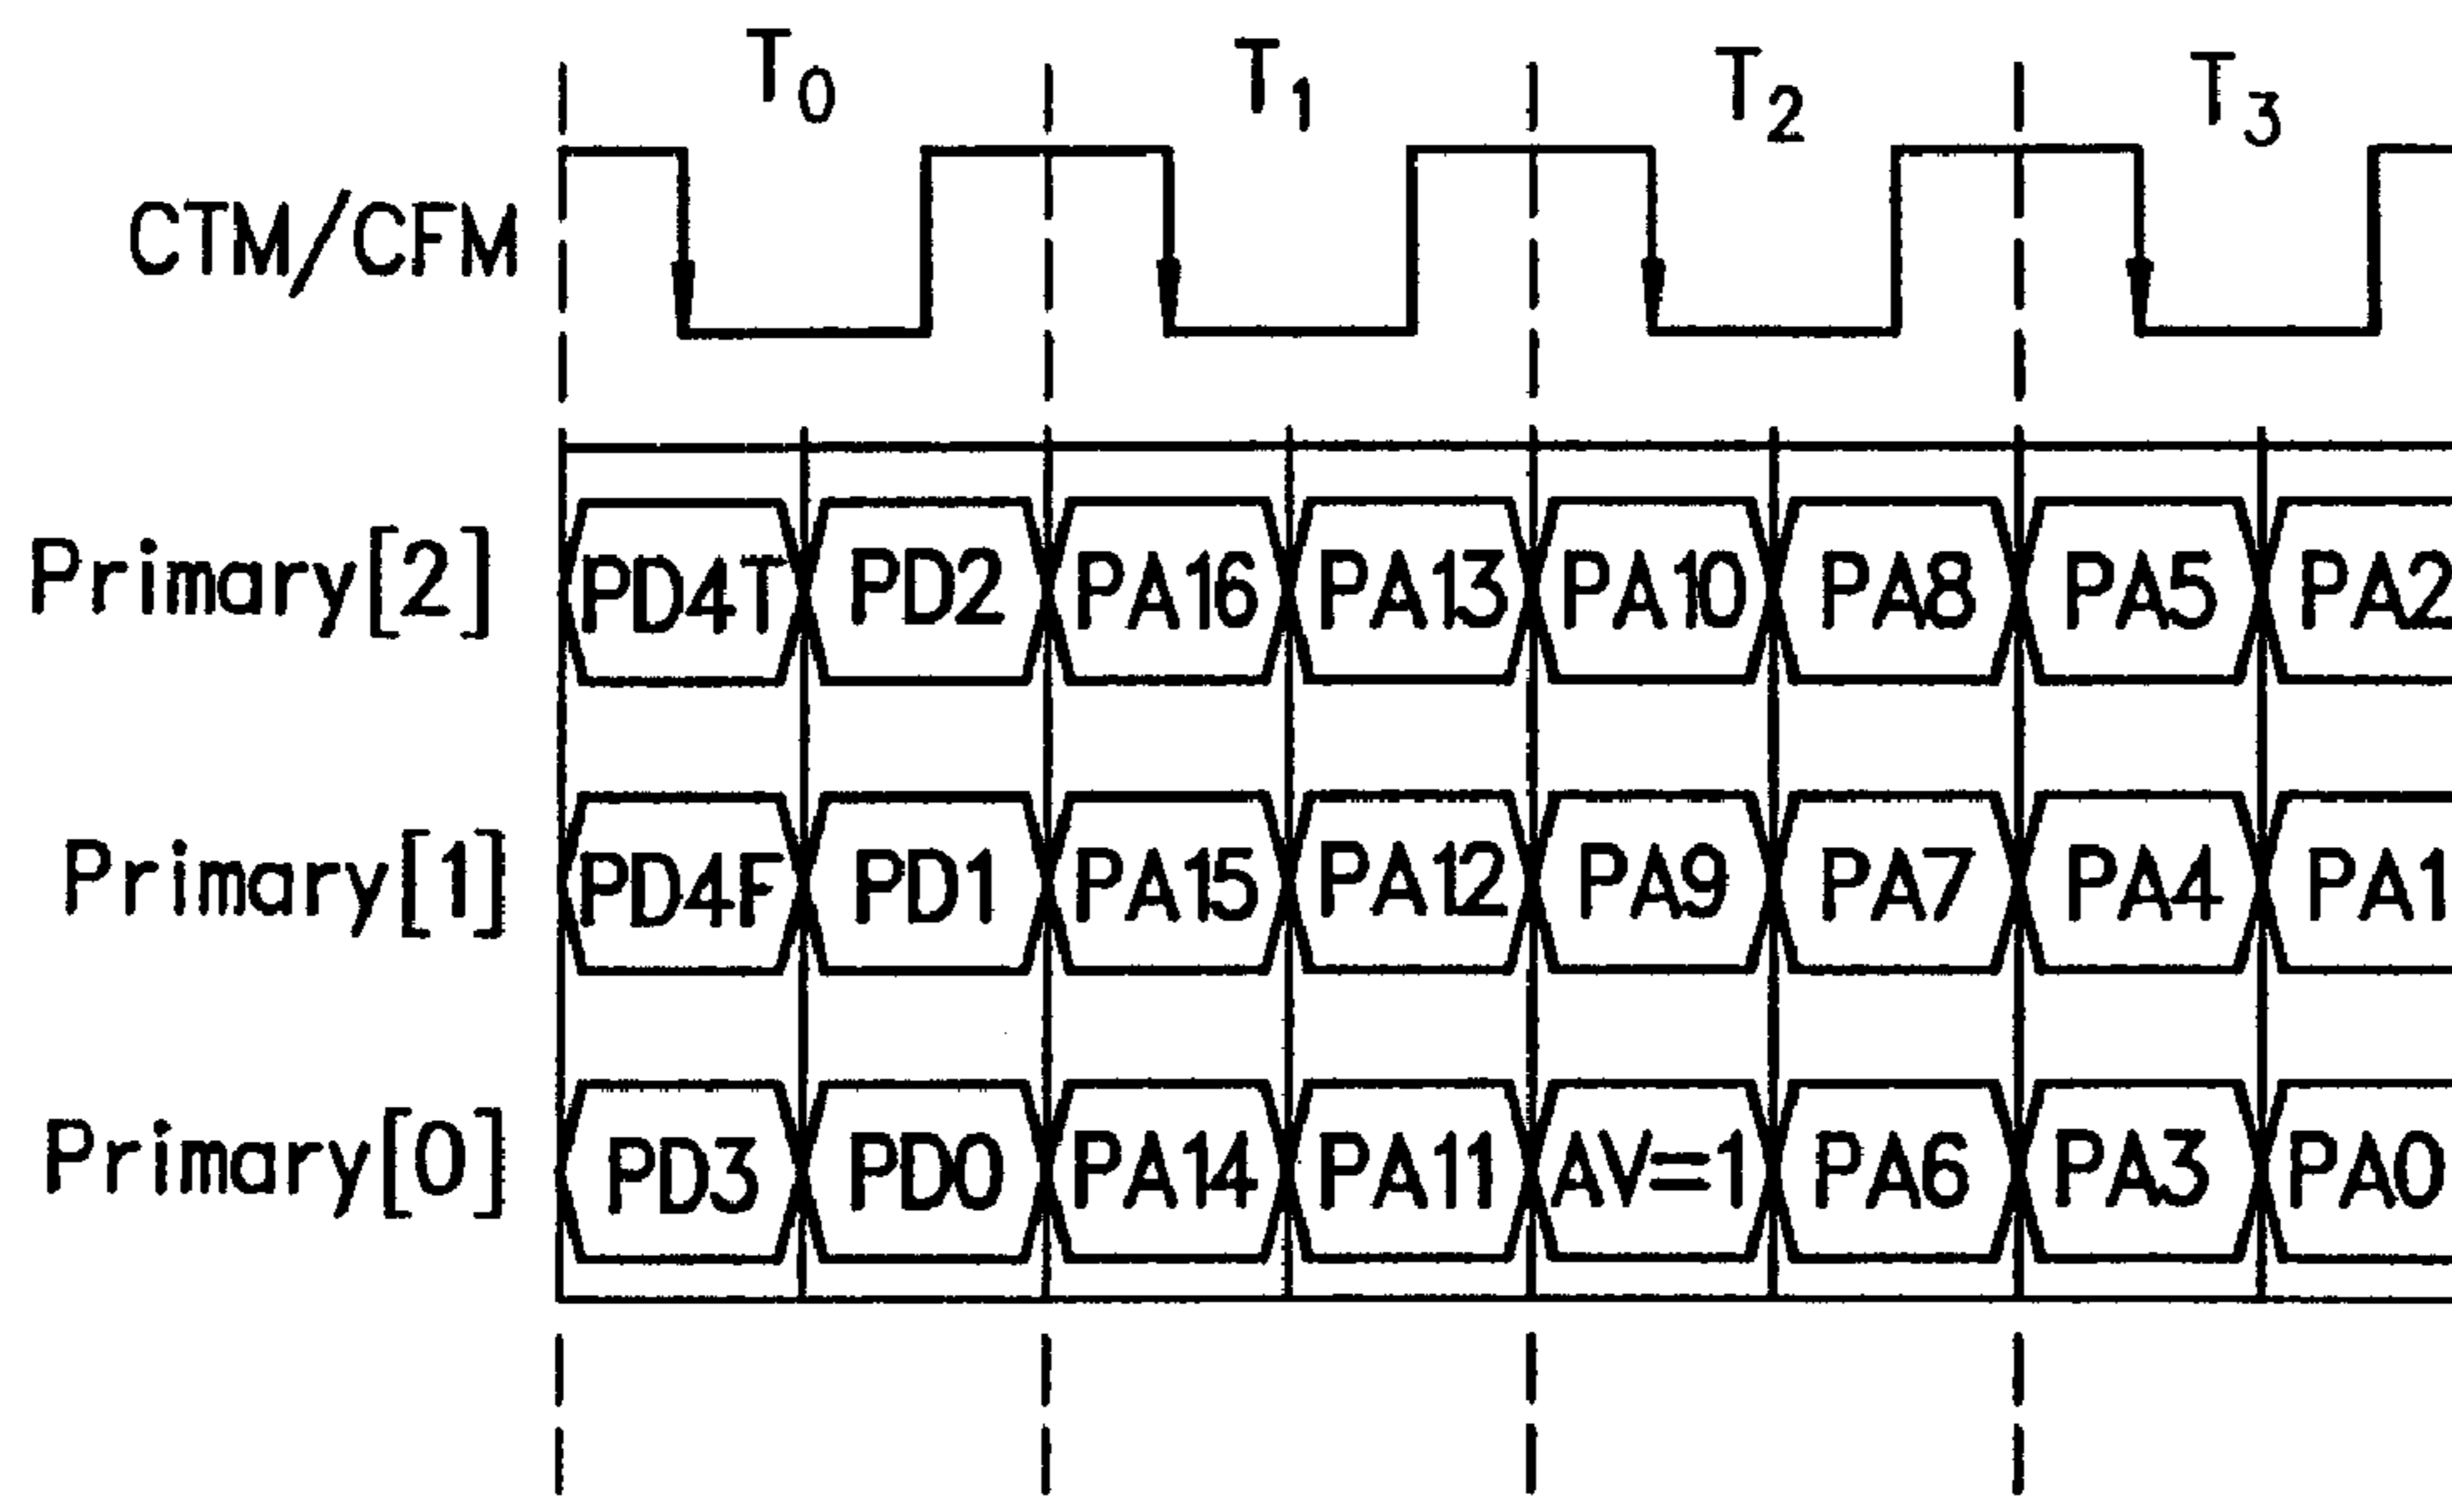 T0 T1 T2 T3
CTM/CFM
Primary[2] PD4T PD2 PA16 PA13 PA10 PA8 PA5 PA2
Primary[1] PD4F PD1 PA15 PA12 PA9 PA7 PA4 PA1
Primary[0] PD3 PD0 PA14 PA11 AV=1 PA6 PA3 PA0